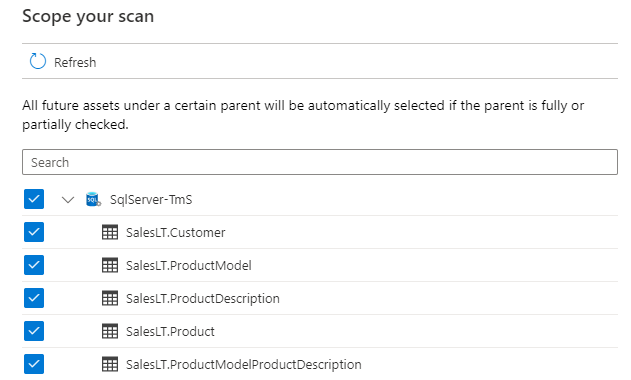 Scope your scan
Refresh
All future assets under a certain parent will be automatically selected if the parent is fully or
partially checked.
Search
SQL SqlServer-TmS
SalesLT.Customer
SalesLT.ProductModel
SalesLT.ProductDescription
SalesLT.Product
SalesLT.ProductModelProductDescription